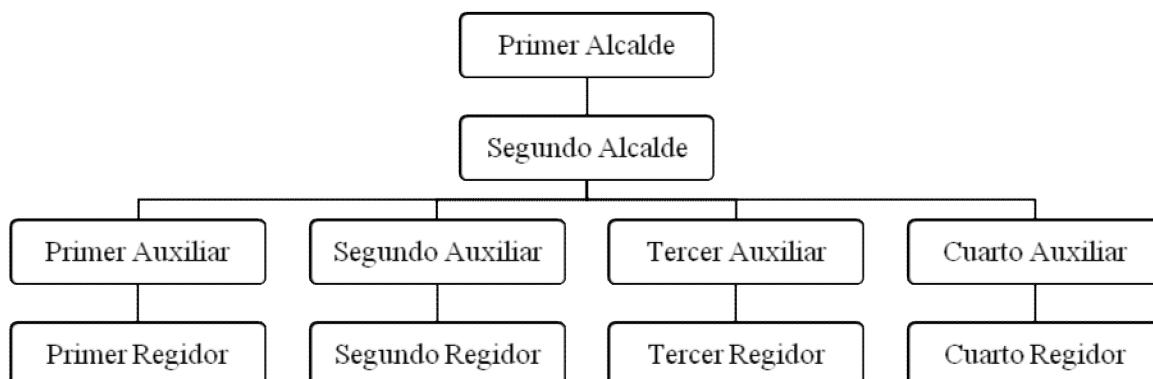 Primer Alcalde
Segundo Alcalde
Primer Auxiliar
Segundo Auxiliar
Tercer Auxiliar
Cuarto Auxiliar
Primer Regidor
Segundo Regidor
Tercer Regidor
Cuarto Regidor